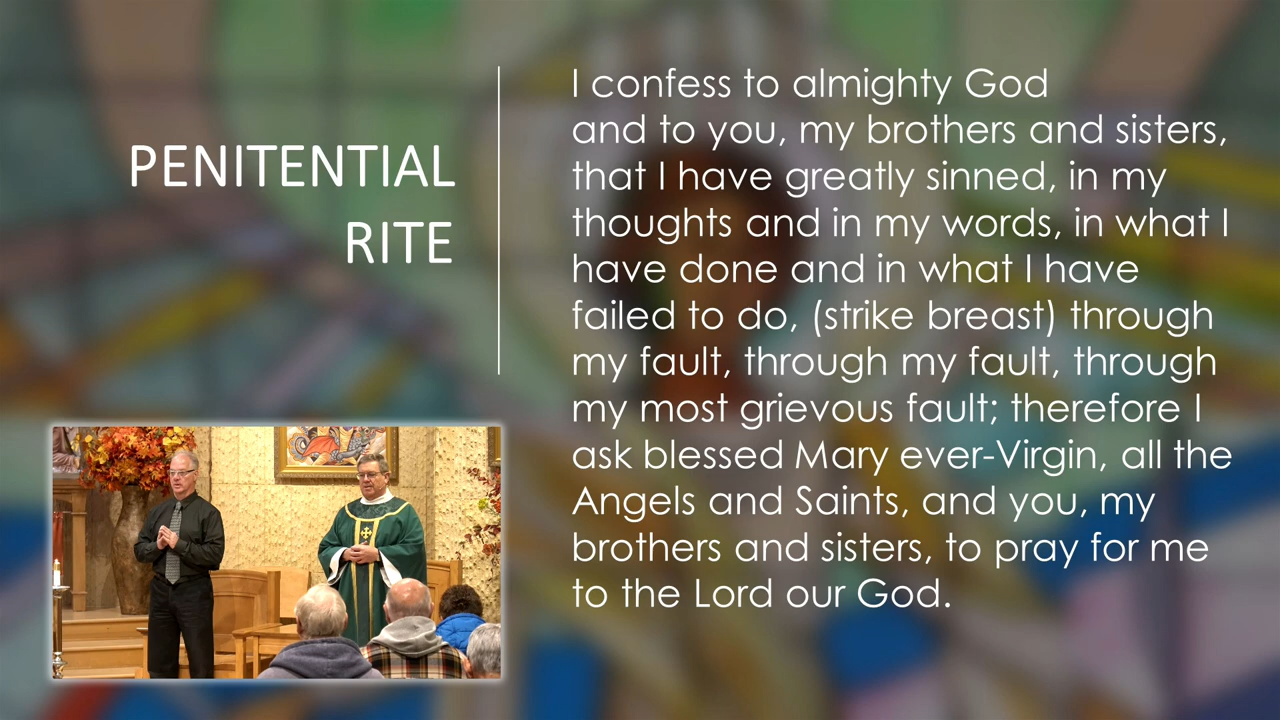 PENITENTIAL
RITE
I confess to almighty God
and to you, my brothers and sisters,
that I have greatly sinned, in my
thoughts and in my words, in what I
have done and in what I have
failed to do, (strike breast) through
my fault, through my fault, through
my most grievous fault; therefore I
ask blessed Mary ever-Virgin, all the
Angels and Saints, and you, my
brothers and sisters, to pray for me
to the Lord our God.